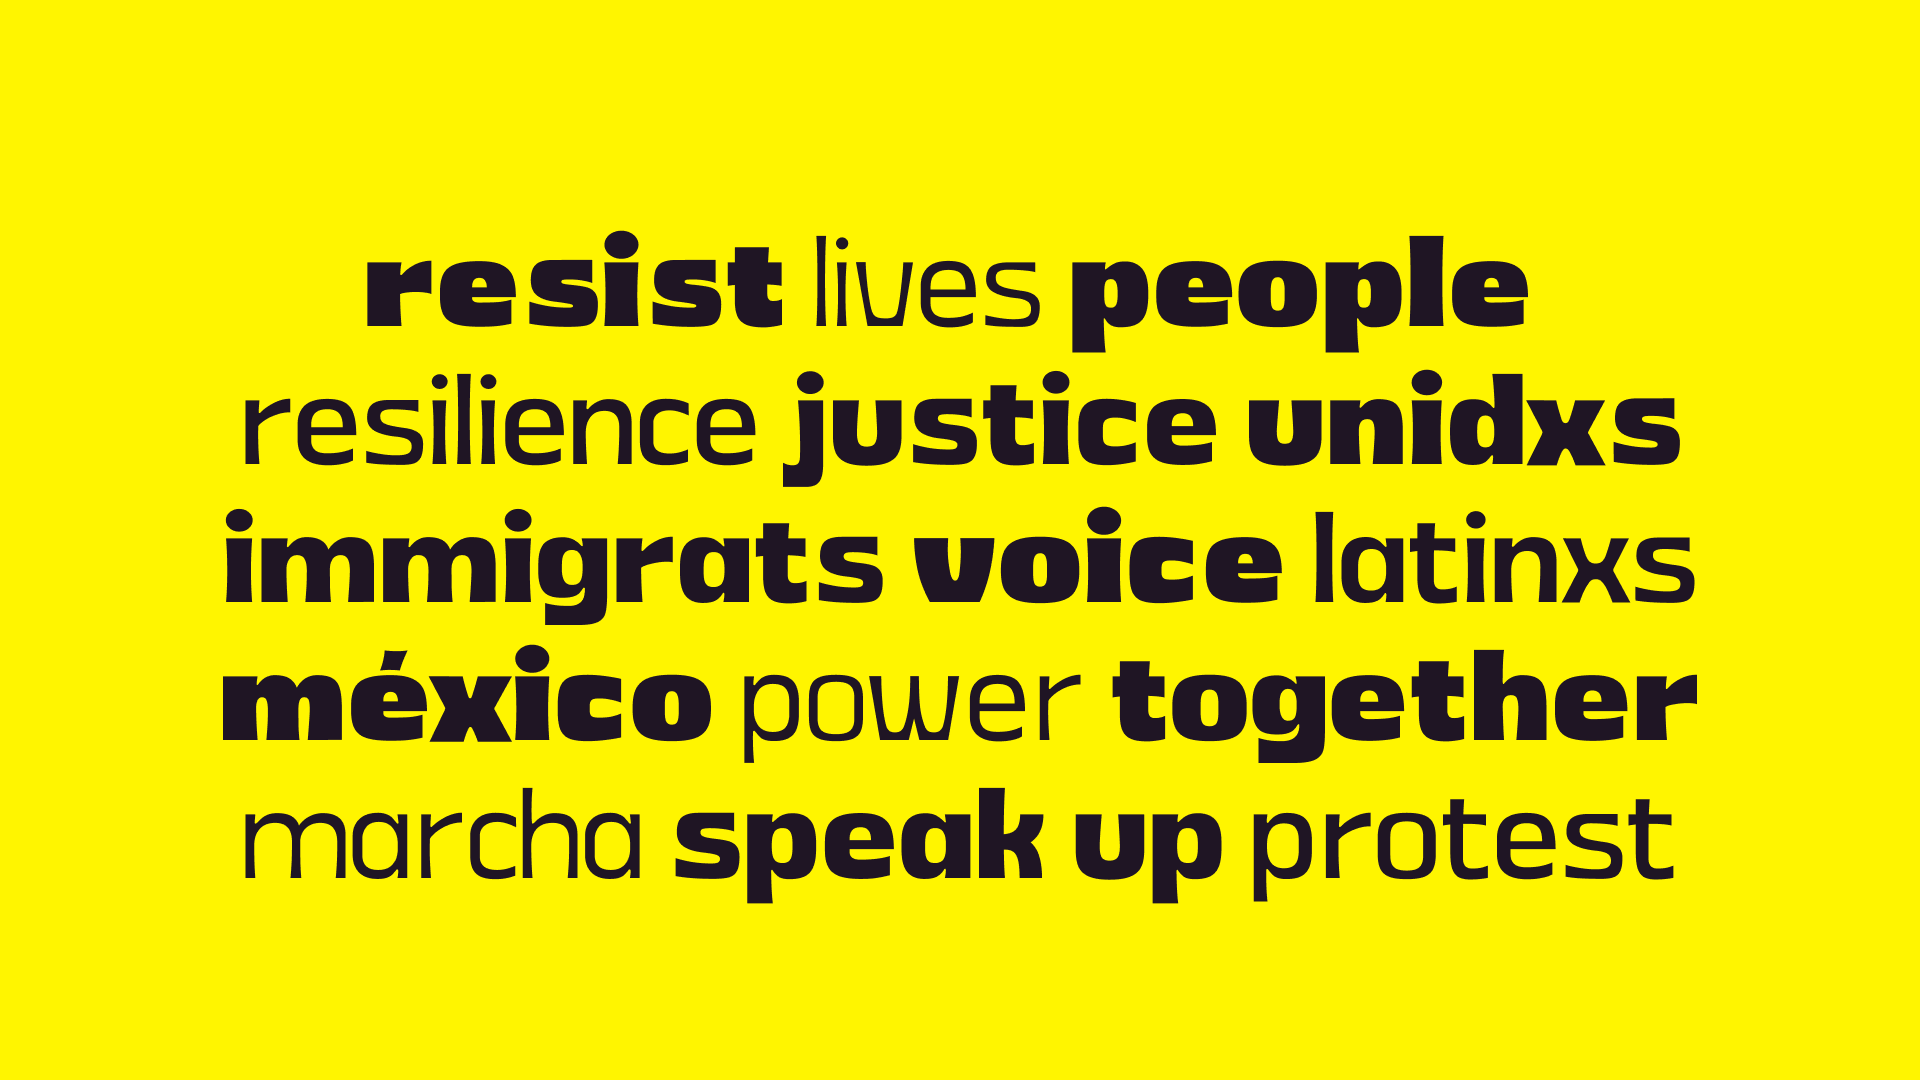 resist lives people
resilience justice unidxs
immigrats voice latinxs
méxico power together
marcha speak up protest